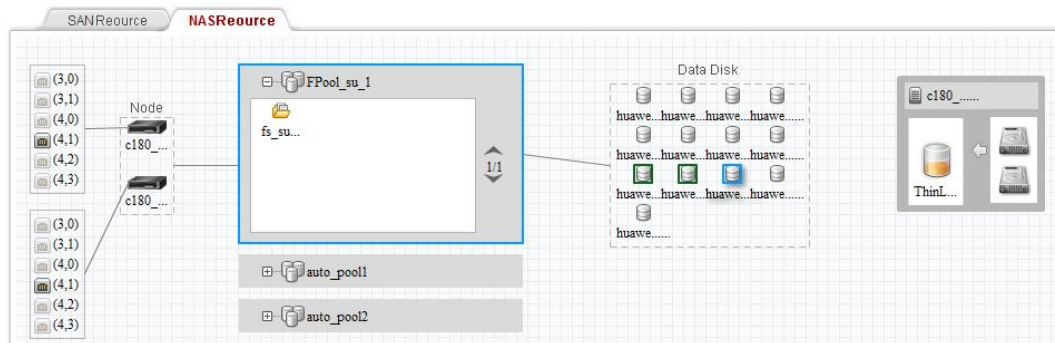 SANReource
NASReource
(3,0)
(3,1)
(4,0)
(4,1)
(4,2)
(4,3)
(3,0)
(3,1)
(4,0)
(4,1)
(4,2)
(4,3)
Node
c180_...
c180_...
FPool_su_1
fs_su...
1/1
auto_pool1
auto_pool2
Data Disk
huawe...huawe...huawe...huawe......
huawe...huawe...huawe...huawe......
huawe...huawe...huawe...huawe......
huawe......
c180_......
ThinL...